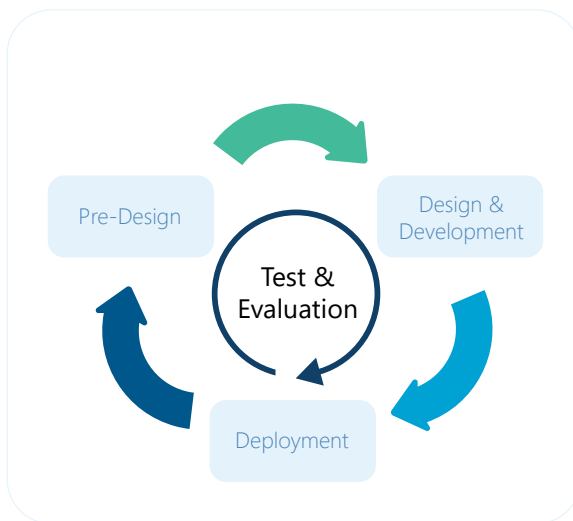 Pre-Design
Design &
Development
Test &
Evaluation
Deployment